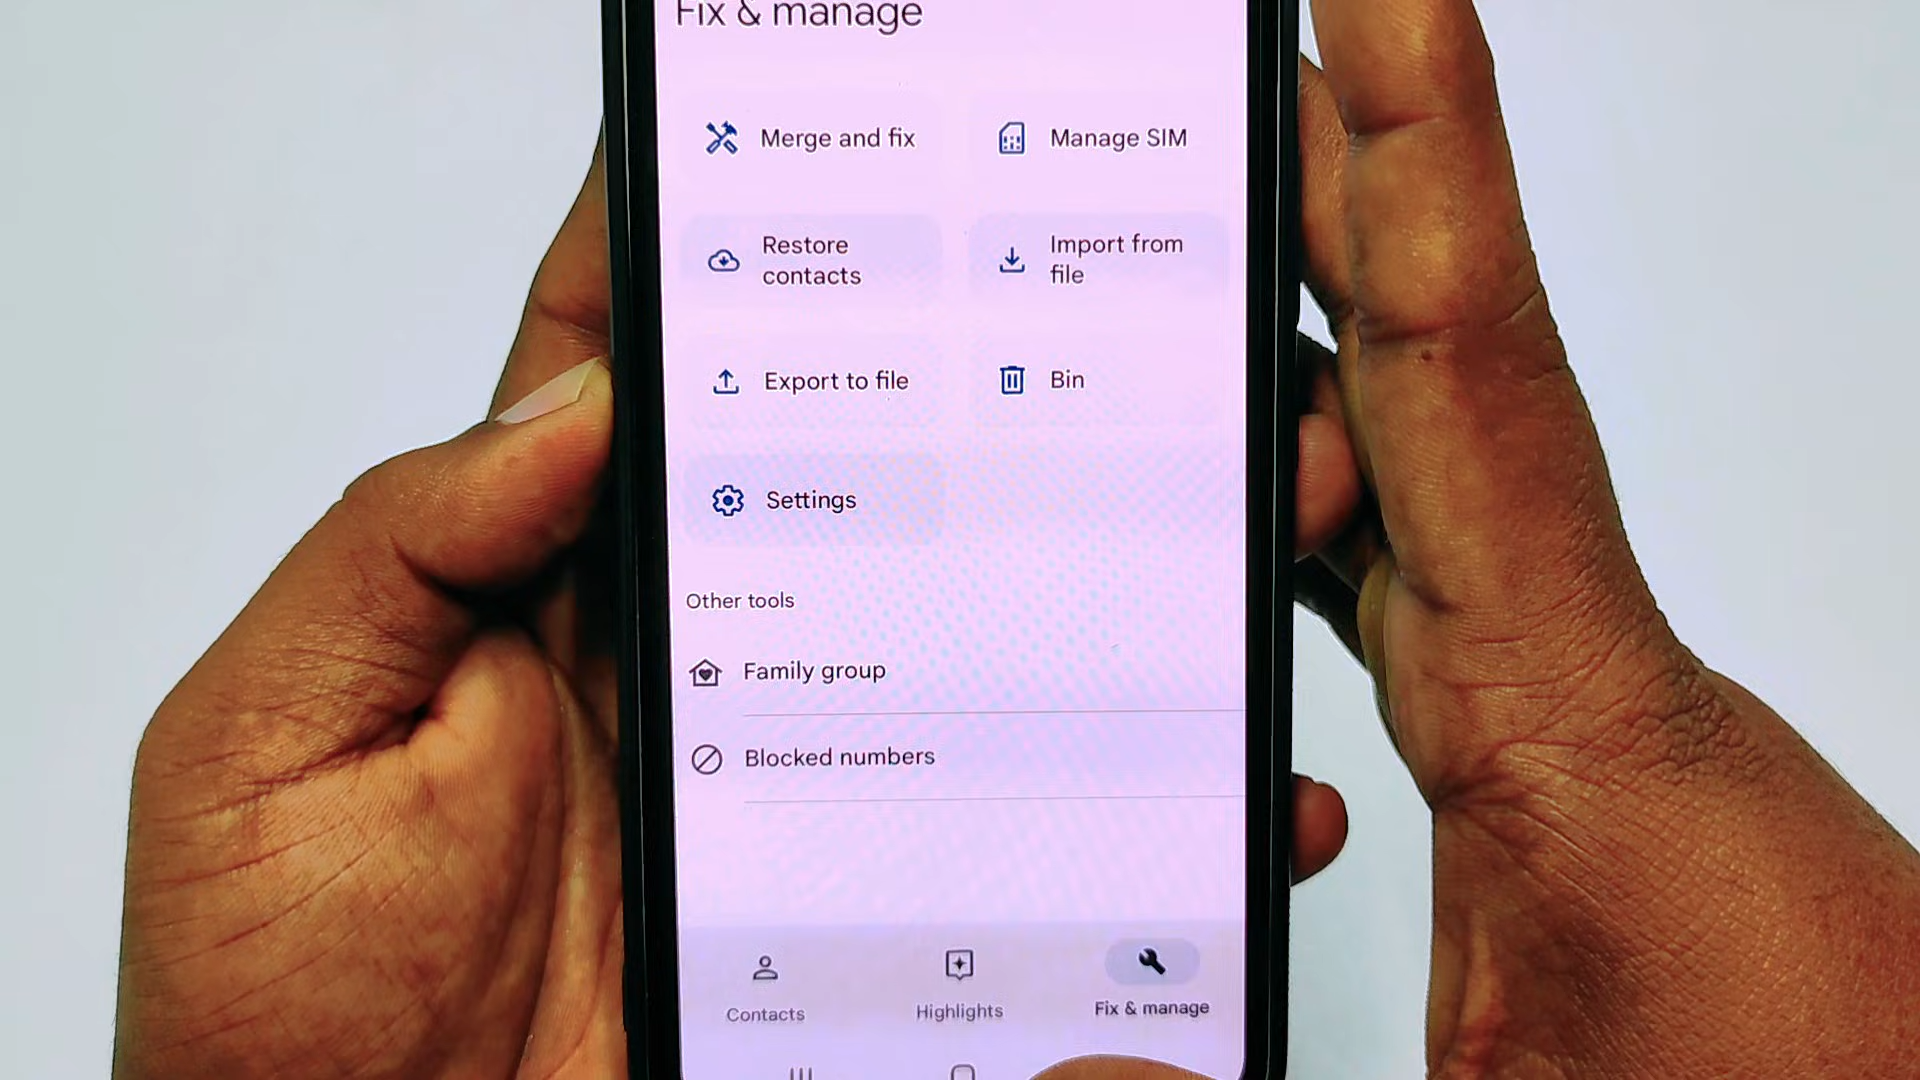 Fix & manage
Merge and fix
Manage SIM
Restore
contacts
Import from
file
Export to file
Bin
Settings
Other tools
Family group
Blocked numbers
Contacts
Highlights
Fix & manage